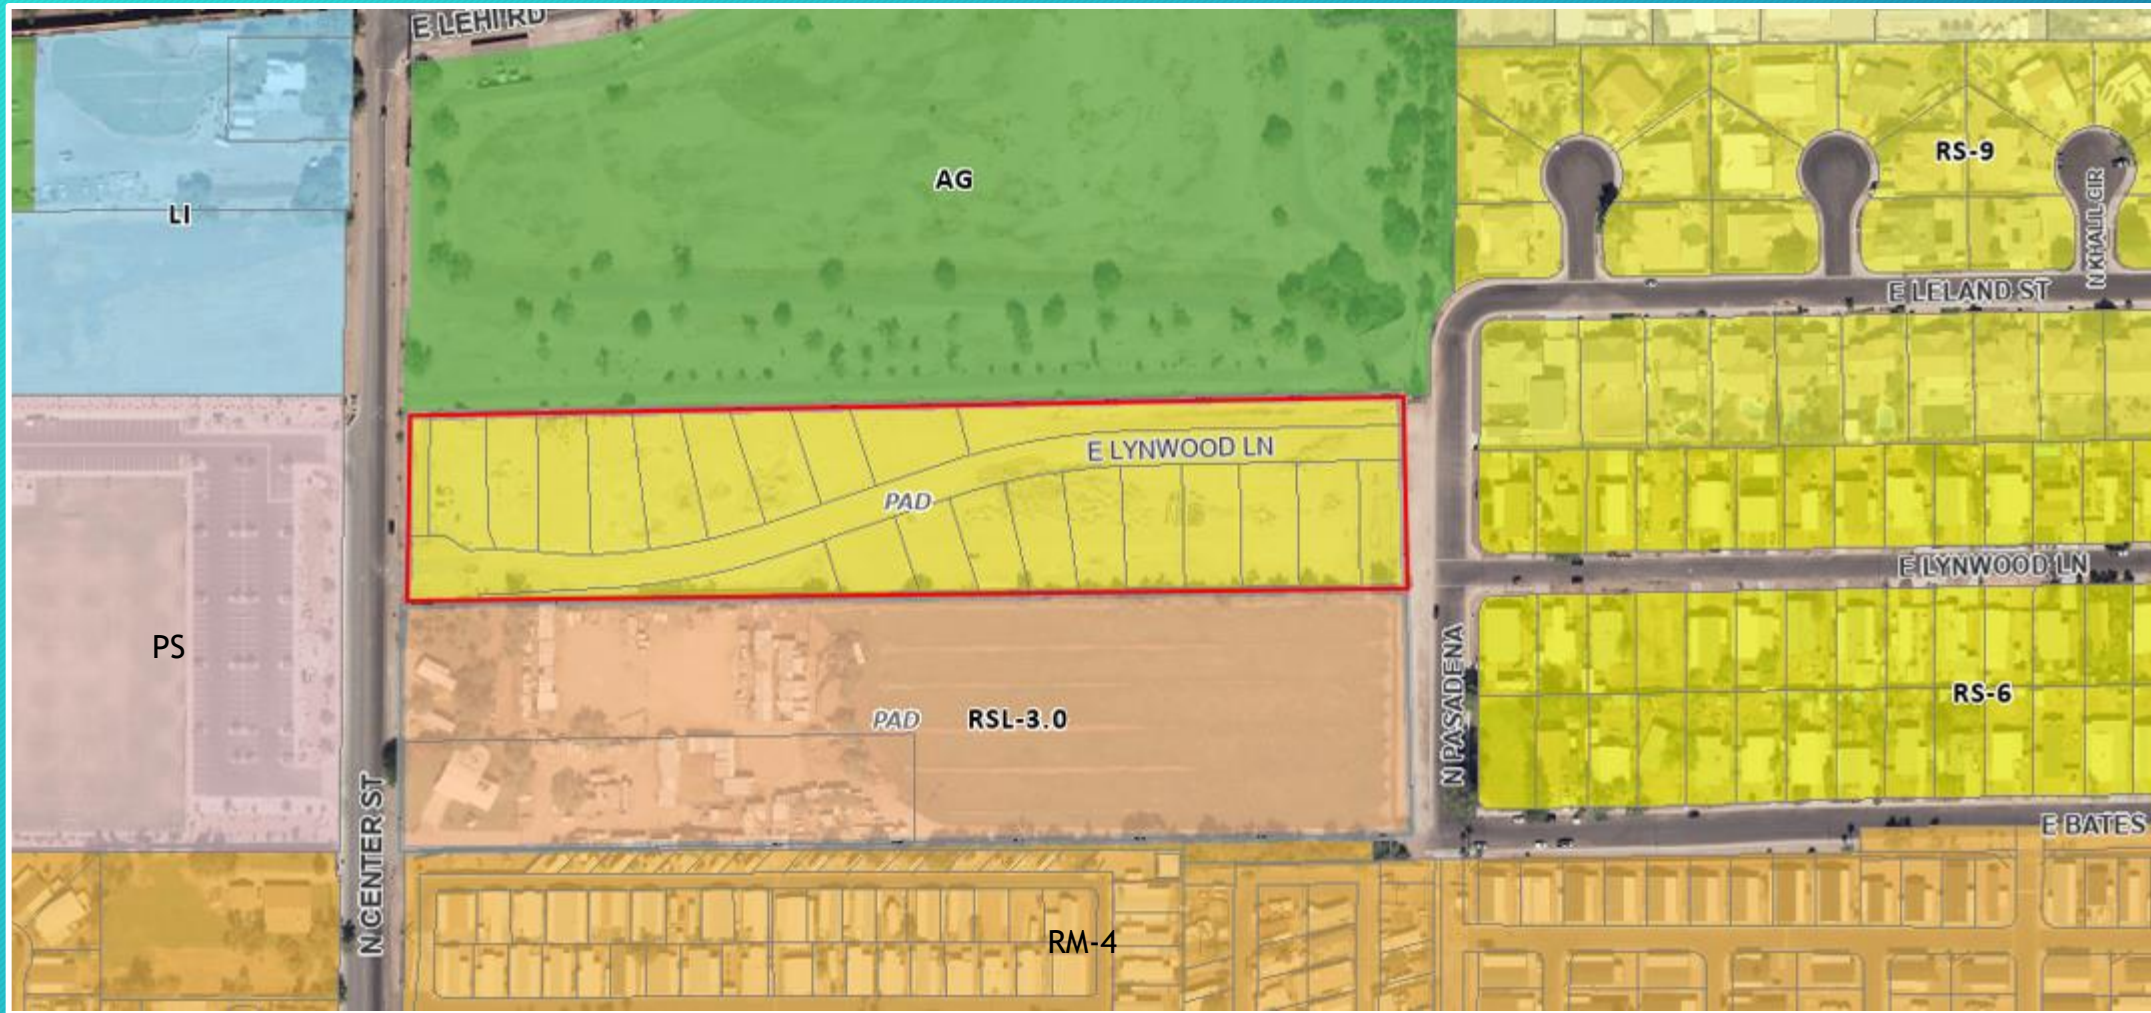 E LEHI RD
AG
RS-9
LI
N KHALIL CIR
E LELAND ST
E LYNWOOD LN
PAD
E LYNWOOD LN
PS
N PASADENA
RS-6
PAD RSL-3.0
E BATES
N CENTER ST
RM-4